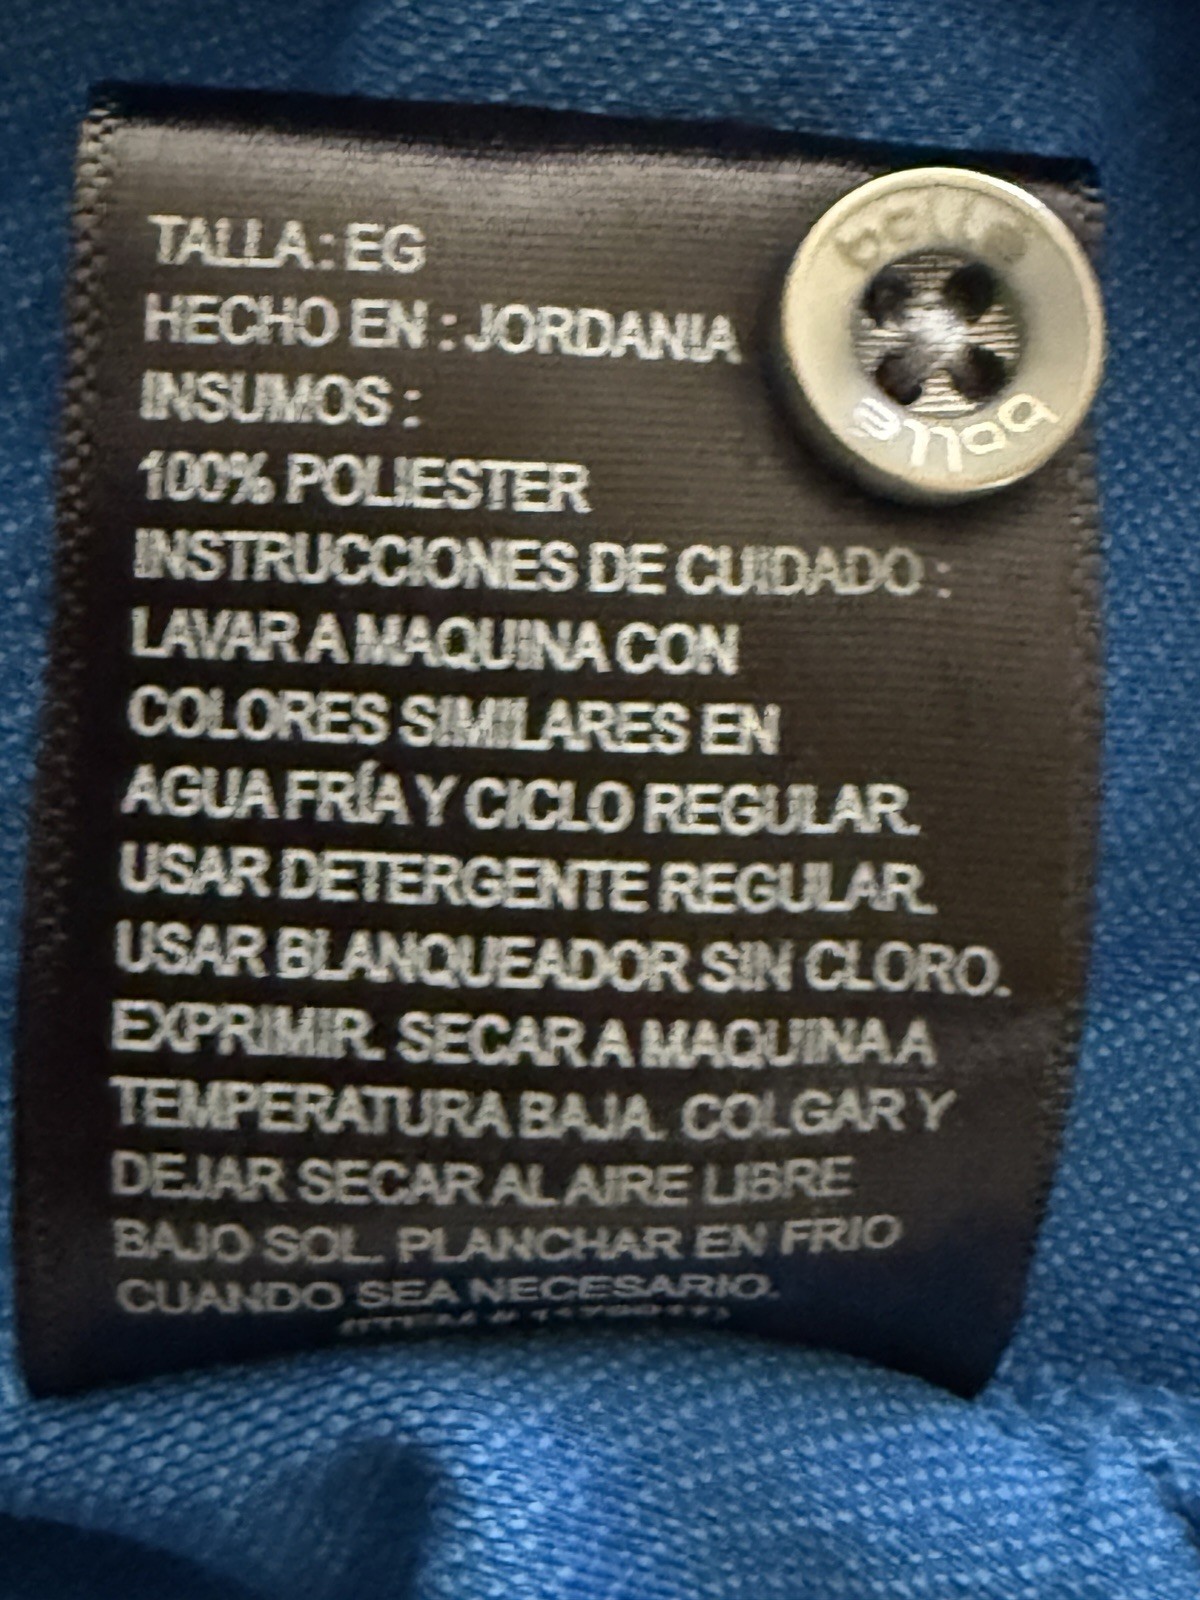 TALLA : EG
HECHO EN : JORDANIA
INSUMOS :
100% POLIESTER
INSTRUCCIONES DE CUIDADO :
LAVAR A MAQUINA CON
COLORES SIMILARES EN
AGUA FRÍA Y CICLO REGULAR.
USAR DETERGENTE REGULAR.
USAR BLANQUEADOR SIN CLORO.
EXPRIMIR. SECAR A MAQUINA A
TEMPERATURA BAJA. COLGAR Y
DEJAR SECAR AL AIRE LIBRE
BAJO SOL. PLANCHAR EN FRIO
CUANDO SEA NECESARIO.
bolle
bolle